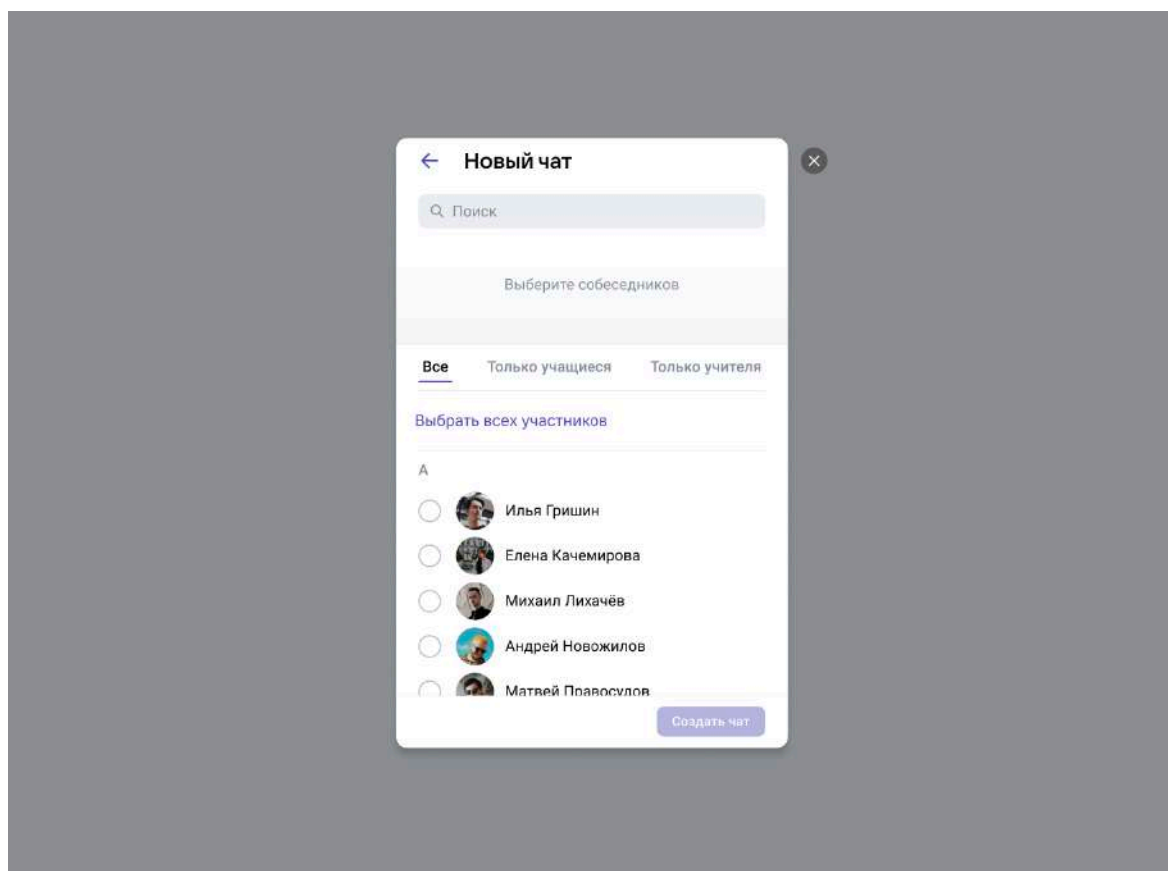 Новый чат
Поиск
Выберите собеседников
Все Только учащиеся Только учителя
Выбрать всех участников
А
Илья Гришин
Елена Качемирова
Михаил Лихачёв
Андрей Новожилов
Матвей Правосудов
Создать чат